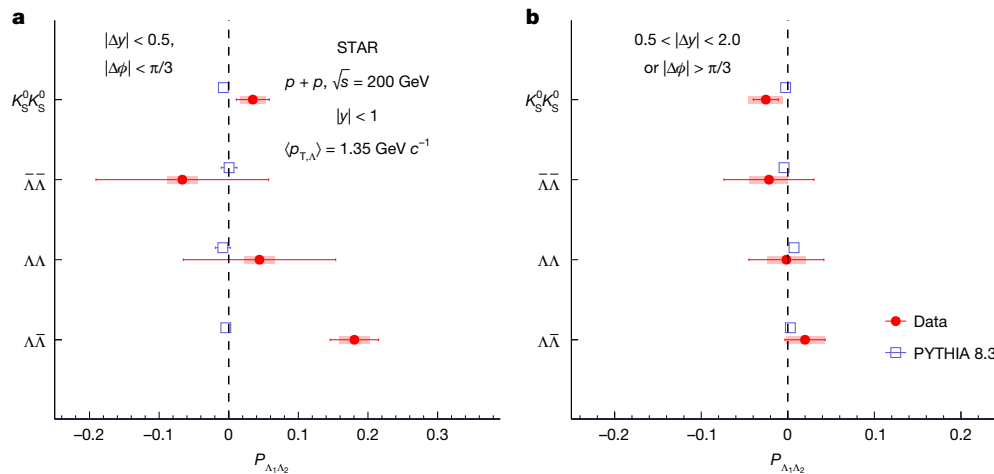 a
|Δy| < 0.5,
|Δϕ| < π/3
STAR
p + p, √s = 200 GeV
|y| < 1
⟨p_T,Λ⟩ = 1.35 GeV c⁻¹
K⁰_S K⁰_S
Λ̅Λ̅
ΛΛ
ΛΛ̅
−0.2 −0.1 0 0.1 0.2 0.3
P_Λ₁Λ₂
b
0.5 < |Δy| < 2.0
or |Δϕ| > π/3
K⁰_S K⁰_S
Λ̅Λ̅
ΛΛ
ΛΛ̅
Data
PYTHIA 8.3
−0.2 −0.1 0 0.1 0.2
P_Λ₁Λ₂